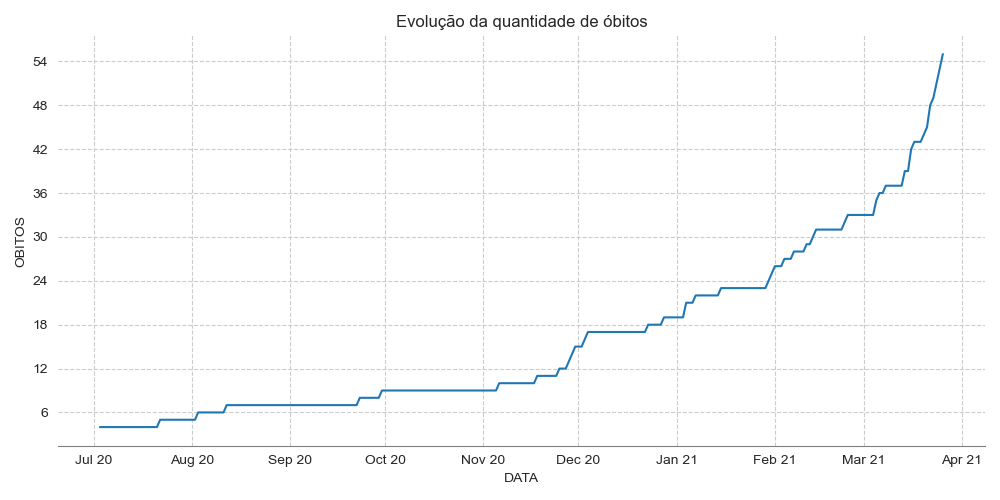 Evolução da quantidade de óbitos
OBITOS
54
48
42
36
30
24
18
12
6
Jul 20 Aug 20 Sep 20 Oct 20 Nov 20 Dec 20 Jan 21 Feb 21 Mar 21 Apr 21
DATA